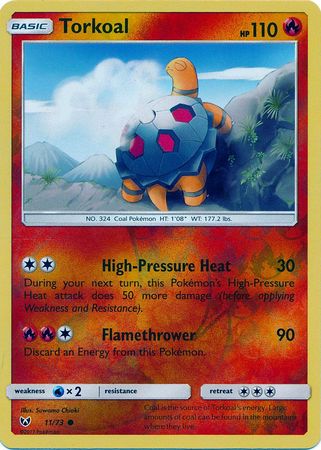 BASIC
Torkoal
HP 110
NO. 324 Coal Pokémon HT: 1'08" WT: 177.2 lbs.
High-Pressure Heat 30
During your next turn, this Pokémon's High-Pressure
Heat attack does 50 more damage (before applying
Weakness and Resistance).
Flamethrower 90
Discard an Energy from this Pokémon.
weakness ×2 resistance retreat
Illus. Suwama Chiaki
11/73
©2017 Pokémon
Coal is the source of Torkoal's energy. Large
amounts of coal can be found in the mountains
where they live.